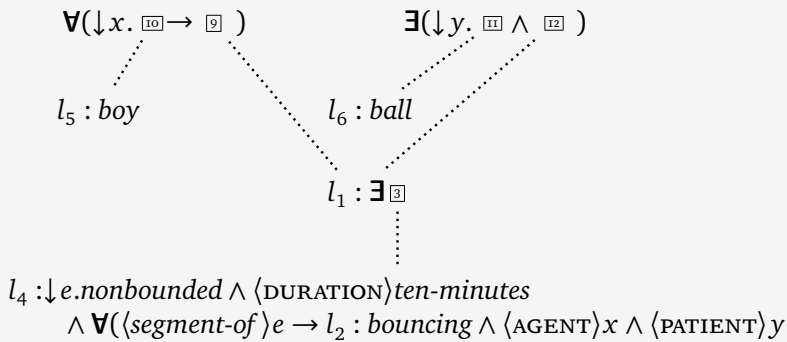 ∀(↓x. 10 → 9 ) ∃(↓y. 11 ∧ 12 )
l₅ : boy l₆ : ball
l₁ : ∃ 3
l₄ :↓e.nonbounded ∧ ⟨DURATION⟩ten-minutes
∧ ∀(⟨segment-of ⟩e → l₂ : bouncing ∧ ⟨AGENT⟩x ∧ ⟨PATIENT⟩y